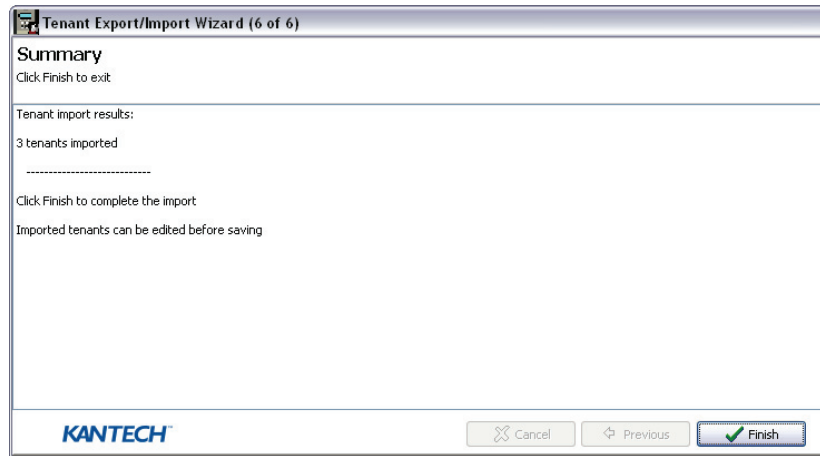 Tenant Export/Import Wizard (6 of 6)
Summary
Click Finish to exit
Tenant import results:
3 tenants imported
----------------------------
Click Finish to complete the import
Imported tenants can be edited before saving
KANTECH™
Cancel
Previous
Finish